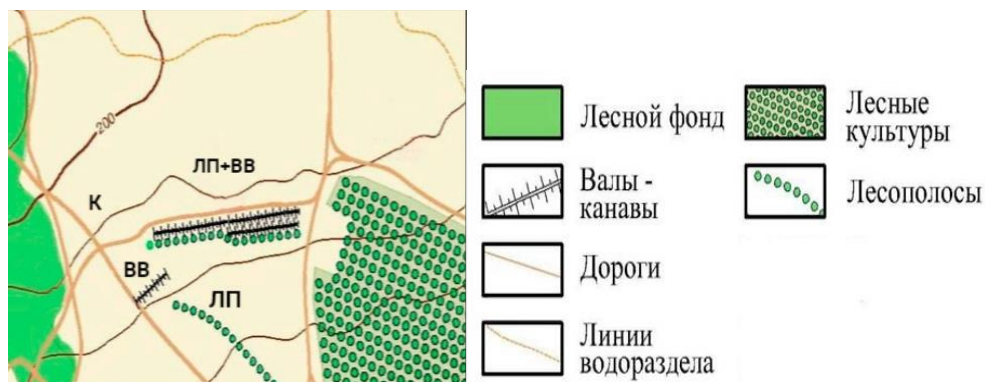 200
ЛП+ВВ
К
ВВ
ЛП
Лесной фонд
Лесные
культуры
Валы -
канавы
Лесополосы
Дороги
Линии
водораздела